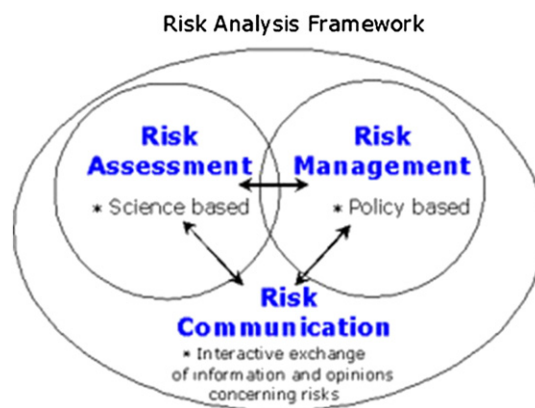 Risk Analysis Framework
Risk
Assessment
* Science based
Risk
Management
* Policy based
Risk
Communication
* Interactive exchange
of information and opinions
concerning risks